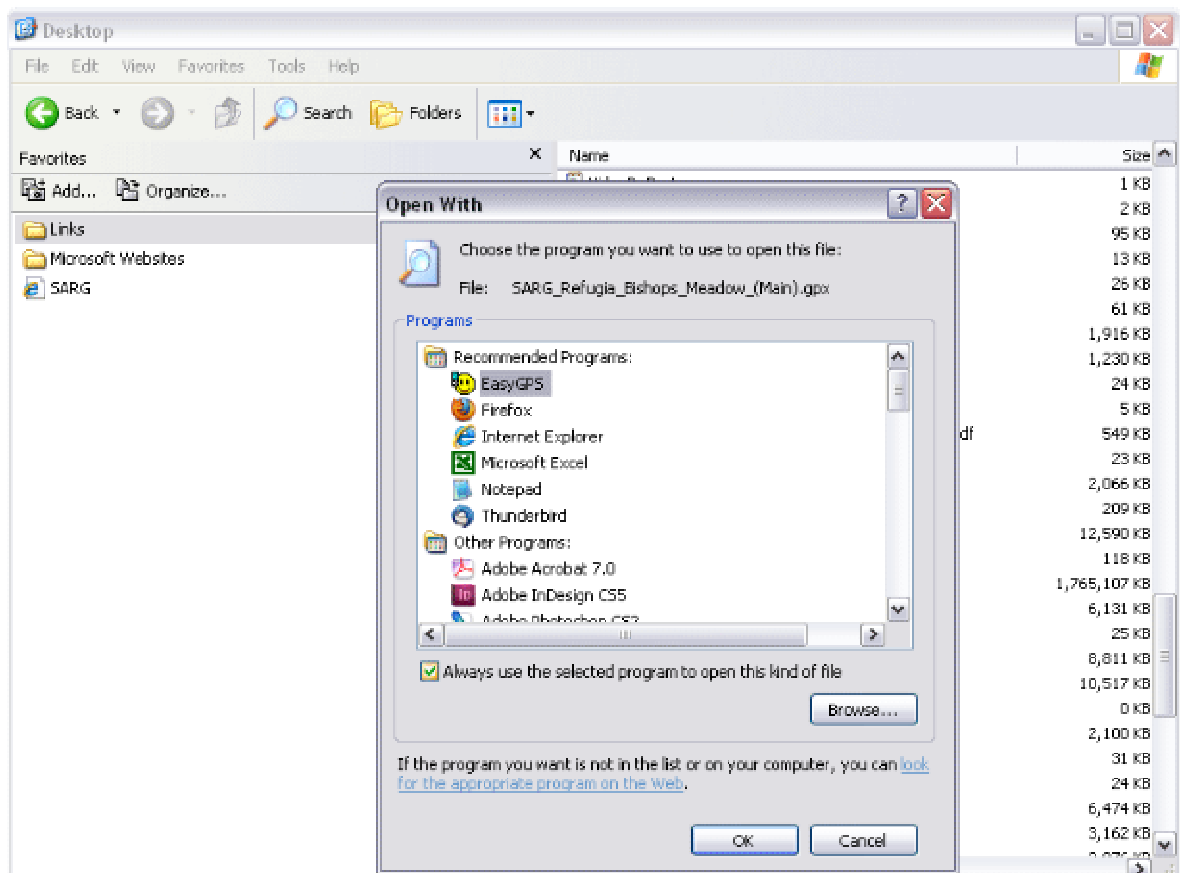 Desktop
File Edit View Favorites Tools Help
Back Search Folders
Favorites
Add... Organize...
Links
Microsoft Websites
SARG
Name Size
1 KB
2 KB
95 KB
13 KB
26 KB
61 KB
1,916 KB
1,230 KB
24 KB
5 KB
df 549 KB
23 KB
2,066 KB
209 KB
12,590 KB
118 KB
1,765,107 KB
6,131 KB
25 KB
8,811 KB
10,517 KB
0 KB
2,100 KB
31 KB
24 KB
6,474 KB
3,162 KB
Open With
Choose the program you want to use to open this file:
File: SARG_Refugia_Bishops_Meadow_(Main).gpx
Programs
Recommended Programs:
EasyGPS
Firefox
Internet Explorer
Microsoft Excel
Notepad
Thunderbird
Other Programs:
Adobe Acrobat 7.0
Adobe InDesign CS5
Adobe Photoshop CS2
Always use the selected program to open this kind of file
Browse...
If the program you want is not in the list or on your computer, you can look
for the appropriate program on the Web.
OK Cancel